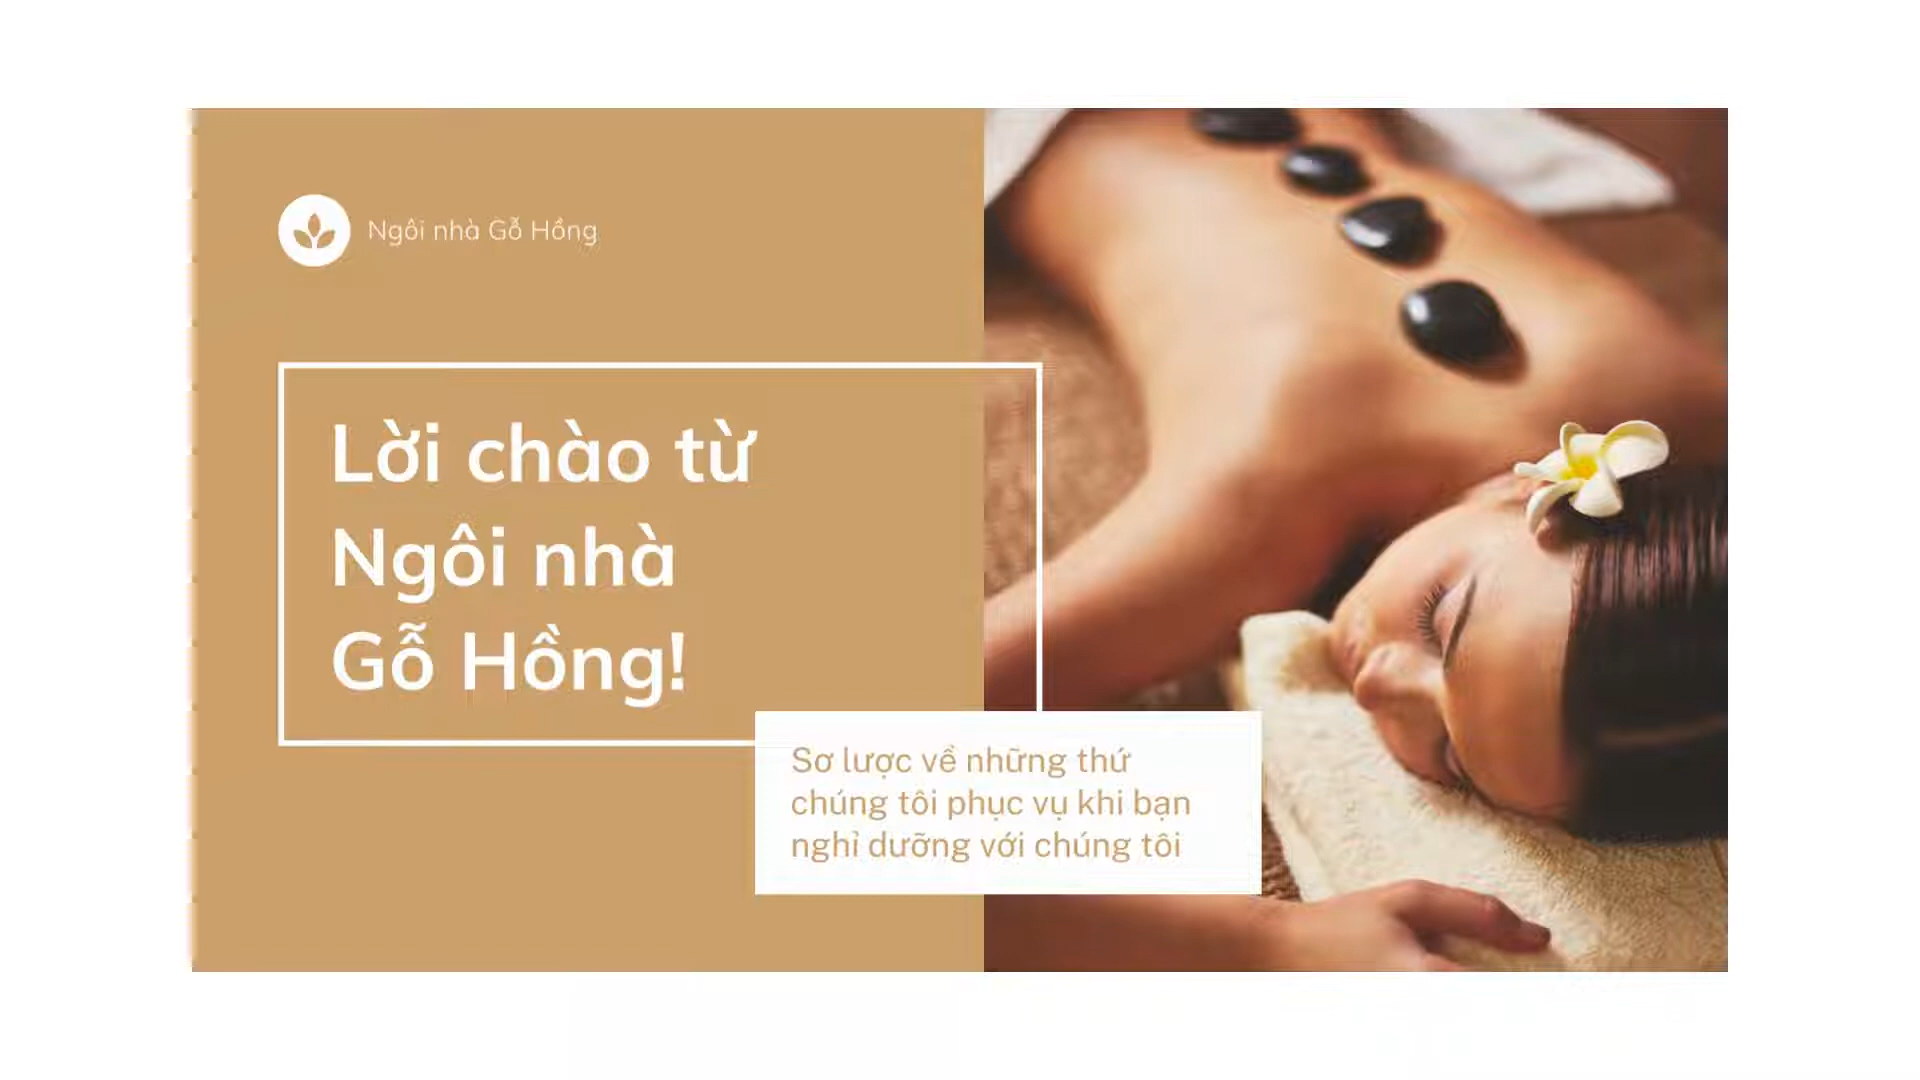 Ngôi nhà Gỗ Hồng
Lời chào từ
Ngôi nhà
Gỗ Hồng!
Sơ lược về những thứ
chúng tôi phục vụ khi bạn
nghỉ dưỡng với chúng tôi